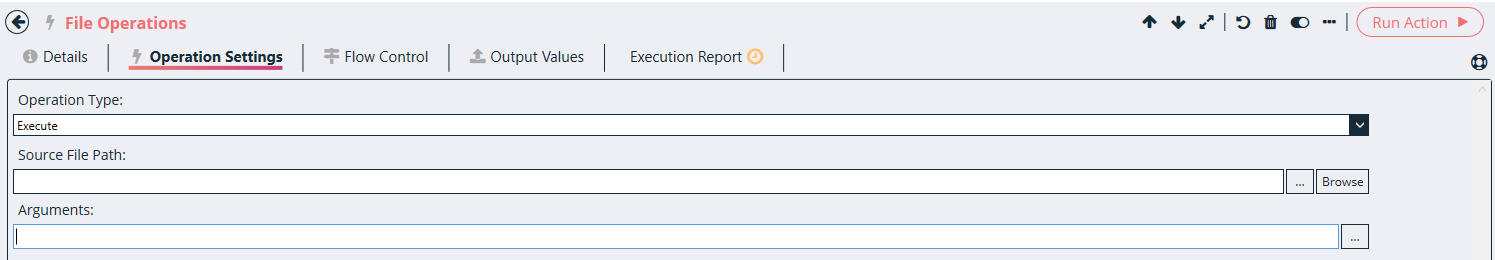 File Operations
Run Action
Details
Operation Settings
Flow Control
Output Values
Execution Report
Operation Type:
Execute
Source File Path:
... Browse
Arguments:
...